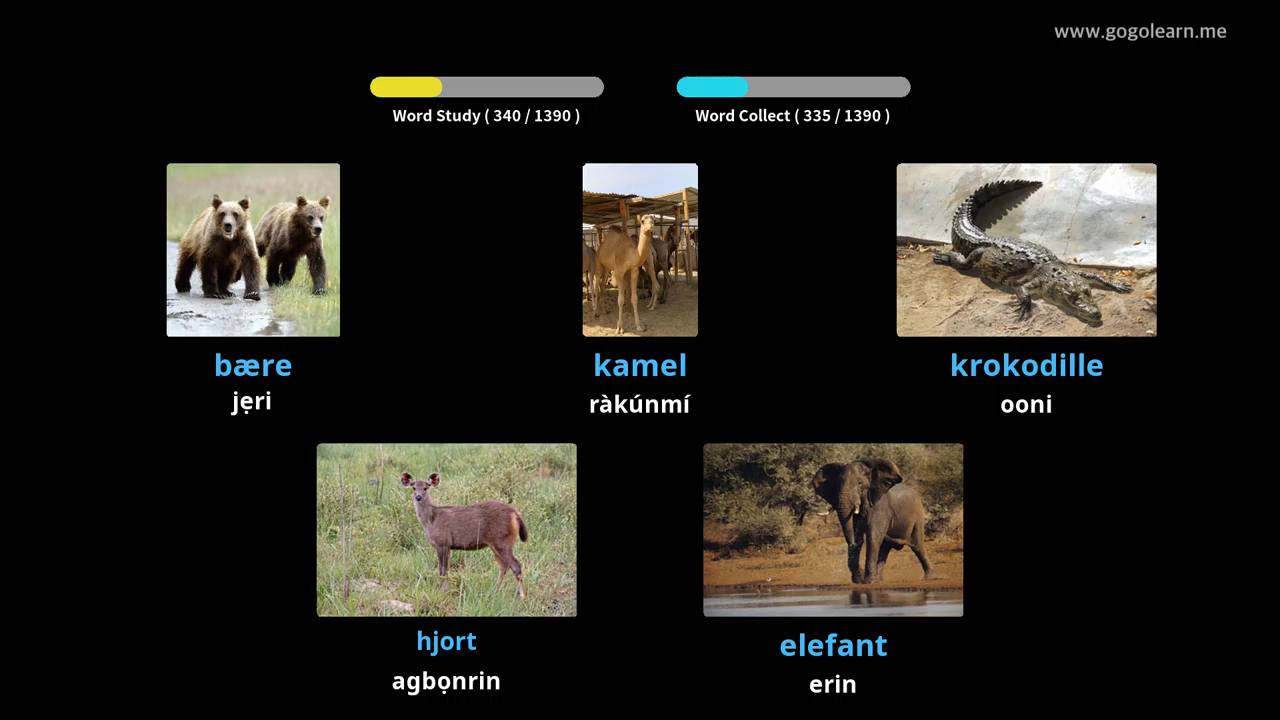 www.gogolearn.me
Word Study ( 340 / 1390 )
Word Collect ( 335 / 1390 )
bære
kamel
krokodille
jẹri
ràkúnmí
ooni
hjort
elefant
agbọnrin
erin